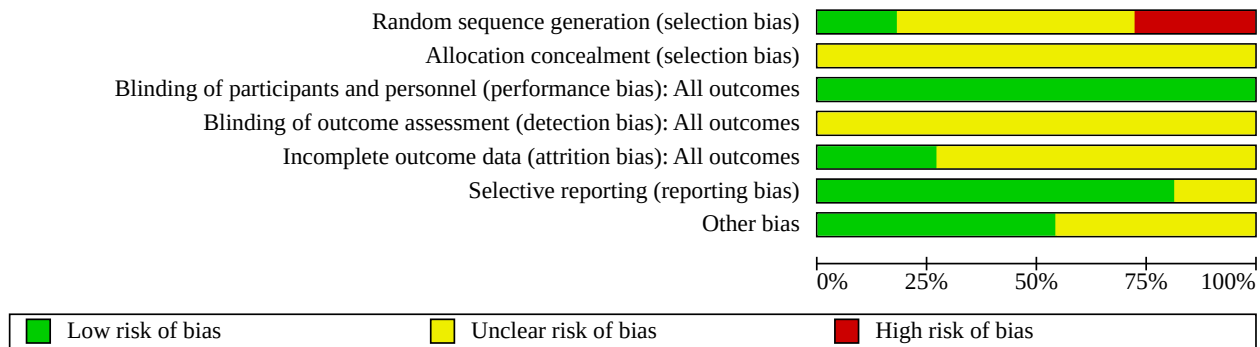 Random sequence generation (selection bias)
Allocation concealment (selection bias)
Blinding of participants and personnel (performance bias): All outcomes
Blinding of outcome assessment (detection bias): All outcomes
Incomplete outcome data (attrition bias): All outcomes
Selective reporting (reporting bias)
Other bias
0% 25% 50% 75% 100%
Low risk of bias Unclear risk of bias High risk of bias